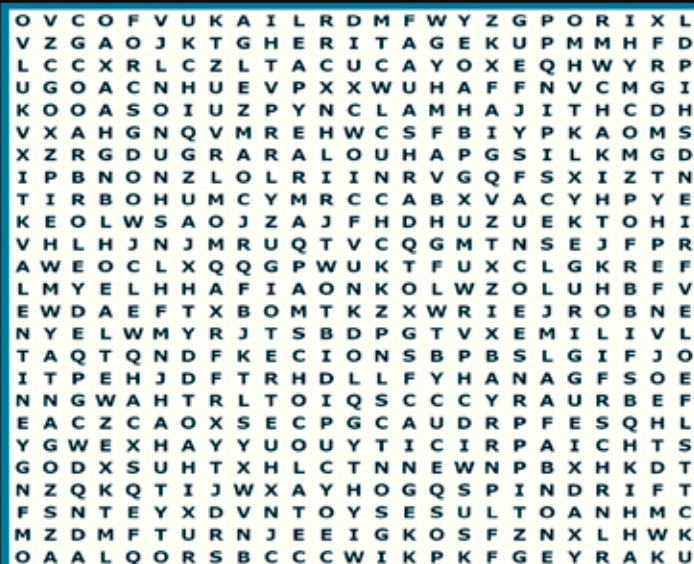 O V C O F V U K A I L R D M F W Y Z G P O R I X L
V Z G A O J K T G H E R I T A G E K U P M M H F D
L C C X R L C Z L T A C U C A Y O X E Q H W Y R P
U G O A C N H U E V P X X W U H A F F N V C M G I
K O O A S O I U Z P Y N C L A M H A J I T H C D H
V X A H G N Q V M R E H W C S F B I Y P K A O M S
X Z R G D U G R A R A L O U H A P G S I L K M G D
I P B N O N Z L O L R I I N R V G Q F S X I Z T N
T I R B O H U M C Y M R C C A B X V A C Y H P Y E
K E O L W S A O J Z A J F H D H U Z U E K T O H I
V H L H J N J M R U Q T V C Q G M T N S E J F P R
A W E O C L X Q Q G P W U K T F U X C L G K R E F
L M Y E L H H A F I A O N K O L W Z O L U H B F V
E W D A E F T X B O M T K Z X W R I E J R O B N E
N Y E L W M Y R J T S B D P G T V X E M I L I V L
T A Q T Q N D F K E C I O N S B P B S L G I F J O
I T P E H J D F T R H D L L F Y H A N A G F S O E
N N G W A H T R L T O I Q S C C C Y R A U R B E F
E A C Z C A O X S E C P G C A U D R P F E S Q H L
Y G W E X H A Y Y U O U Y T I C I R P A I C H T S
G O D X S U H T X H L C T N N E W N P B X H K D T
N Z Q K Q T I J W X A Y H O G Q S P I N D R I F T
F S N T E Y X D V N T O Y S E S U L T O A N H M C
M Z D M F T U R N J E E I G K O S F Z N X L H W K
O A A L Q O R S B C C C W I K P K F G E Y R A K U